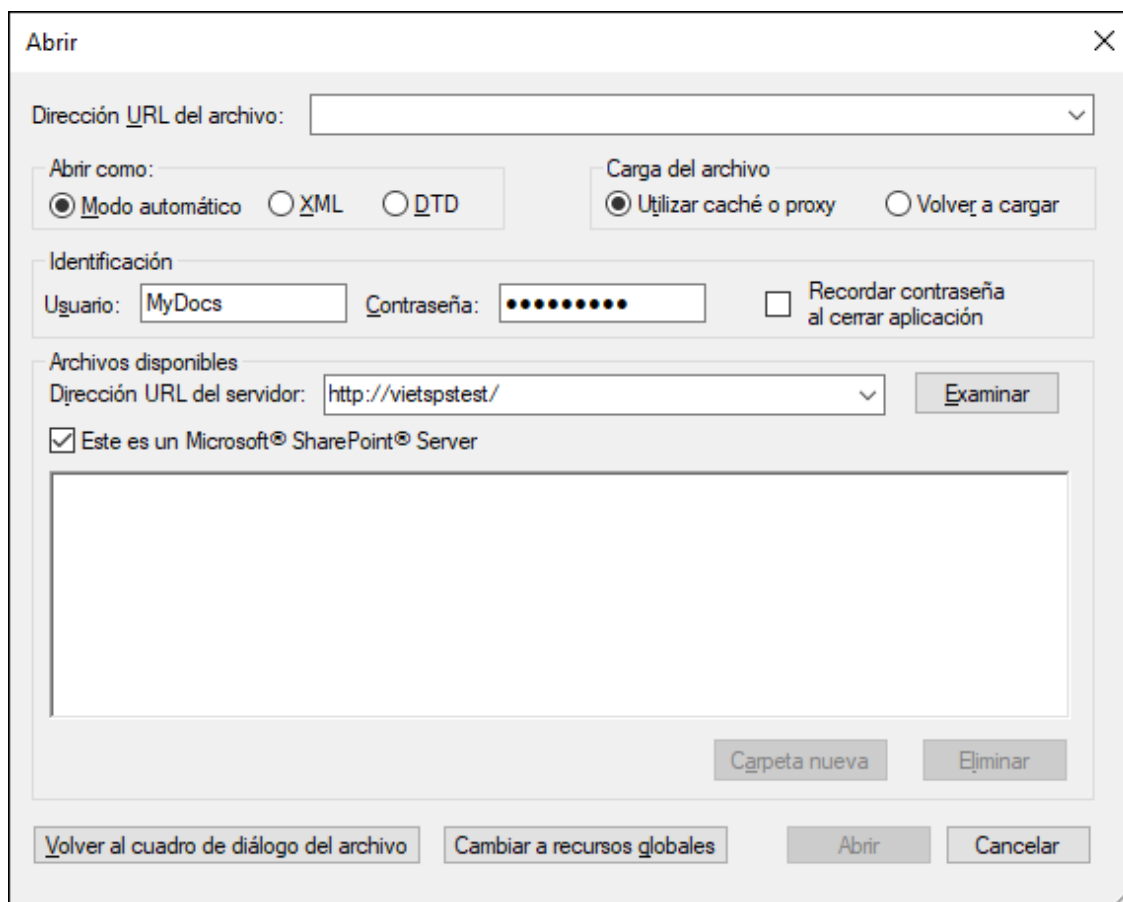 Abrir
Dirección URL del archivo:
Abrir como:
Carga del archivo
Modo automático XML DTD
Utilizar caché o proxy Volver a cargar
Identificación
Usuario: MyDocs Contraseña: ●●●●●●●●● Recordar contraseña
al cerrar aplicación
Archivos disponibles
Dirección URL del servidor: http://vietspstest/ Examinar
Este es un Microsoft® SharePoint® Server
Carpeta nueva Eliminar
Volver al cuadro de diálogo del archivo Cambiar a recursos globales Abrir Cancelar